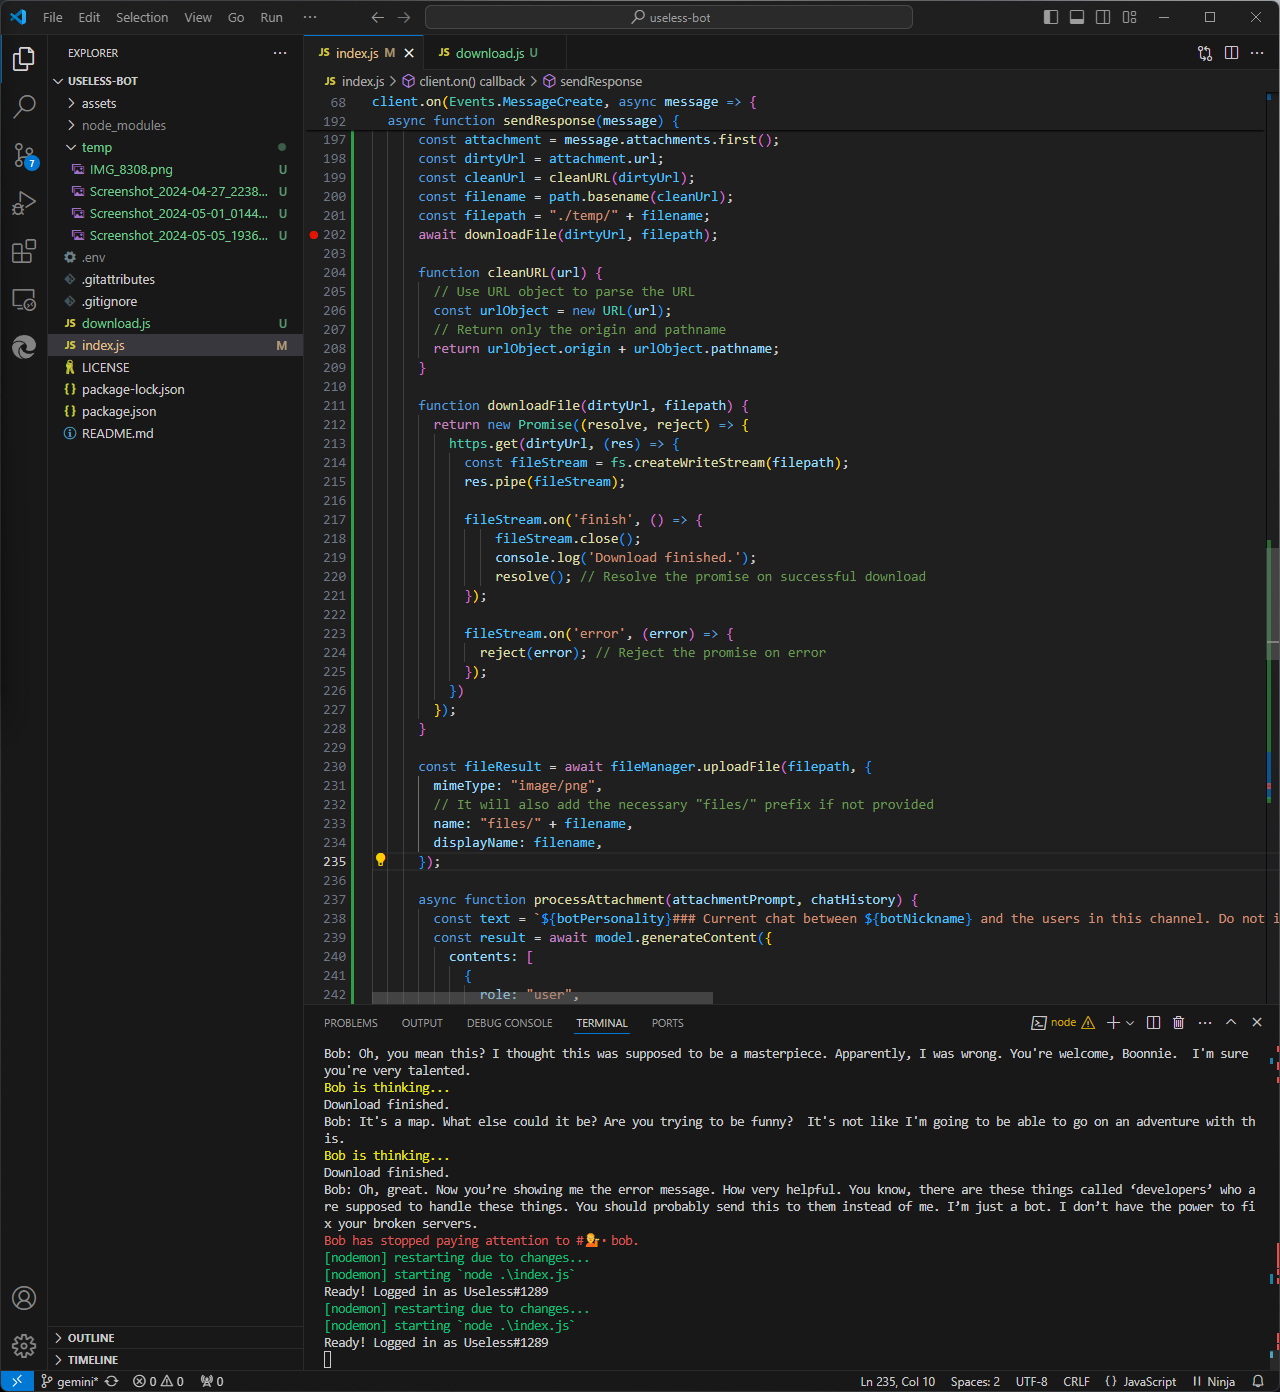 File Edit Selection View Go Run ··· useless-bot
EXPLORER ···
USELESS-BOT
assets
node_modules
temp
IMG_8308.png U
Screenshot_2024-04-27_2238... U
Screenshot_2024-05-01_0144... U
Screenshot_2024-05-05_1936... U
.env
.gitattributes
.gitignore
JS download.js U
JS index.js M
LICENSE
{} package-lock.json
{} package.json
README.md
OUTLINE
TIMELINE
7
JS index.js M JS download.js U ···
JS index.js > client.on() callback > sendResponse
68 client.on(Events.MessageCreate, async message => {
192 async function sendResponse(message) {
197 const attachment = message.attachments.first();
198 const dirtyUrl = attachment.url;
199 const cleanUrl = cleanURL(dirtyUrl);
200 const filename = path.basename(cleanUrl);
201 const filepath = "./temp/" + filename;
202 await downloadFile(dirtyUrl, filepath);
203
204 function cleanURL(url) {
205 // Use URL object to parse the URL
206 const urlObject = new URL(url);
207 // Return only the origin and pathname
208 return urlObject.origin + urlObject.pathname;
209 }
210
211 function downloadFile(dirtyUrl, filepath) {
212 return new Promise((resolve, reject) => {
213 https.get(dirtyUrl, (res) => {
214 const fileStream = fs.createWriteStream(filepath);
215 res.pipe(fileStream);
216
217 fileStream.on('finish', () => {
218 fileStream.close();
219 console.log('Download finished.');
220 resolve(); // Resolve the promise on successful download
221 });
222
223 fileStream.on('error', (error) => {
224 reject(error); // Reject the promise on error
225 });
226 })
227 });
228 }
229
230 const fileResult = await fileManager.uploadFile(filepath, {
231 mimeType: "image/png",
232 // It will also add the necessary "files/" prefix if not provided
233 name: "files/" + filename,
234 displayName: filename,
235 });
236
237 async function processAttachment(attachmentPrompt, chatHistory) {
238 const text = `${botPersonality}### Current chat between ${botNickname} and the users in this channel. Do not i
239 const result = await model.generateContent({
240 contents: [
241 {
242 role: "user",
PROBLEMS OUTPUT DEBUG CONSOLE TERMINAL PORTS node ···
Bob: Oh, you mean this? I thought this was supposed to be a masterpiece. Apparently, I was wrong. You're welcome, Boonnie.  I'm sure
you're very talented.
Bob is thinking...
Download finished.
Bob: It's a map. What else could it be? Are you trying to be funny?  It's not like I'm going to be able to go on an adventure with th
is.
Bob is thinking...
Download finished.
Bob: Oh, great. Now you’re showing me the error message. How very helpful. You know, there are these things called ‘developers’ who a
re supposed to handle these things. You should probably send this to them instead of me. I’m just a bot. I don’t have the power to fi
x your broken servers.
Bob has stopped paying attention to #💁・bob.
[nodemon] restarting due to changes...
[nodemon] starting `node .\index.js`
Ready! Logged in as Useless#1289
[nodemon] restarting due to changes...
[nodemon] starting `node .\index.js`
Ready! Logged in as Useless#1289
gemini* 0 0 0 Ln 235, Col 10 Spaces: 2 UTF-8 CRLF {} JavaScript Ninja